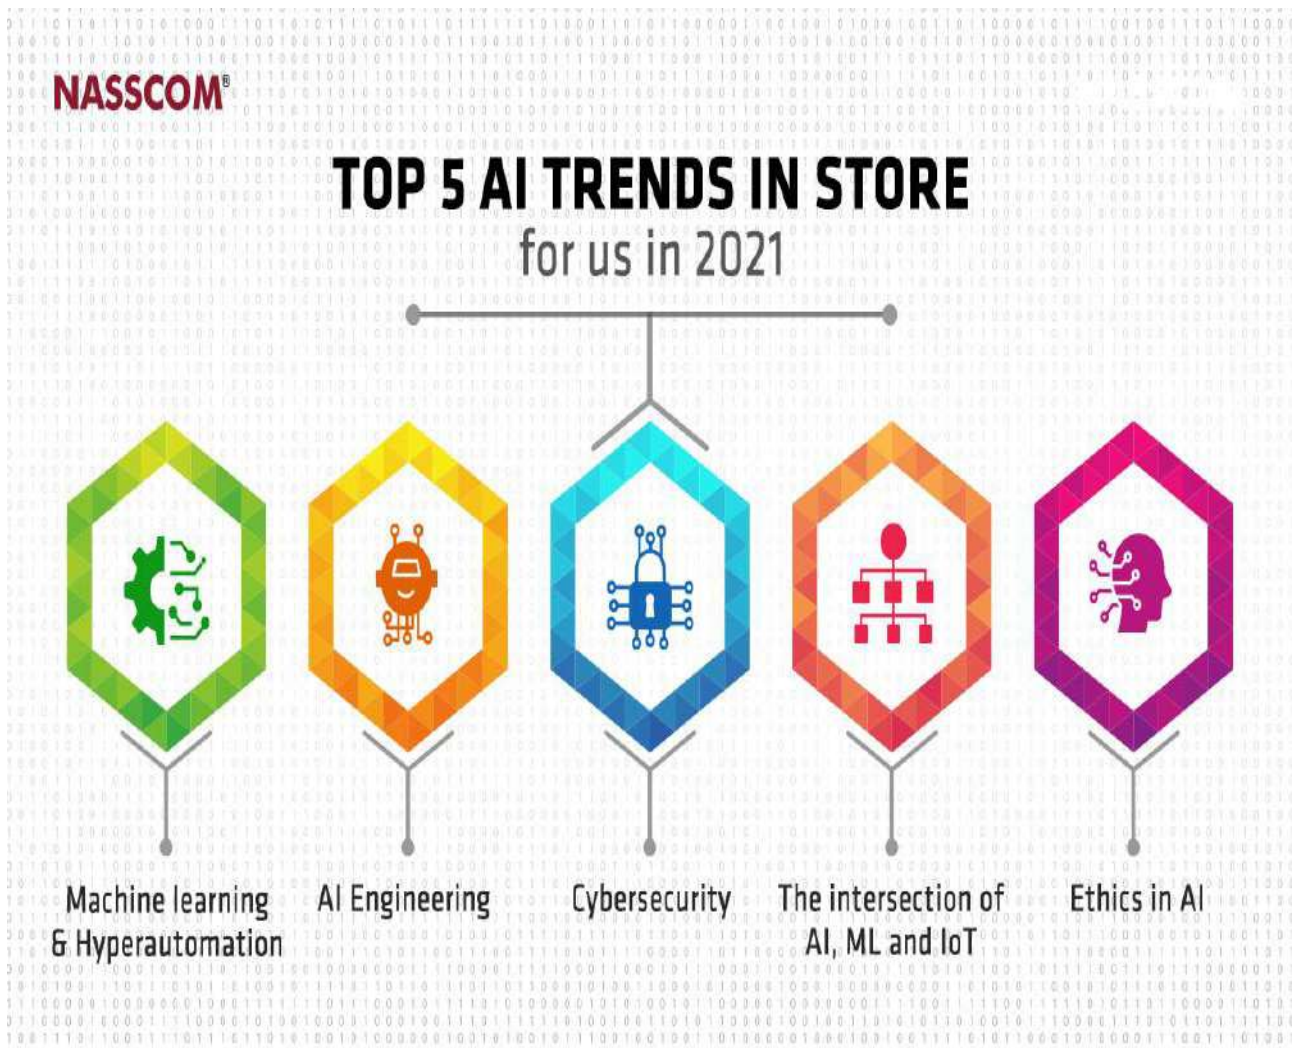 NASSCOM®
TOP 5 AI TRENDS IN STORE
for us in 2021
Machine learning
& Hyperautomation
AI Engineering
Cybersecurity
The intersection of
AI, ML and IoT
Ethics in AI